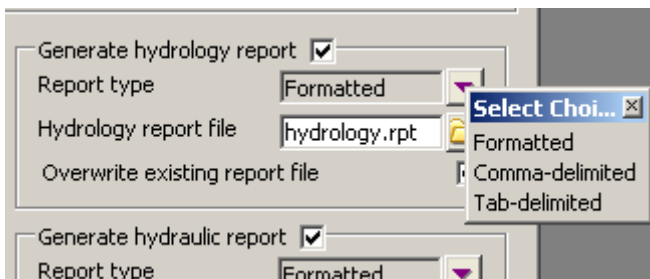 Generate hydrology report
Report type Formatted
Select Choi...
Hydrology report file hydrology.rpt
Formatted
Overwrite existing report file
Comma-delimited
Tab-delimited
Generate hydraulic report
Report type Formatted